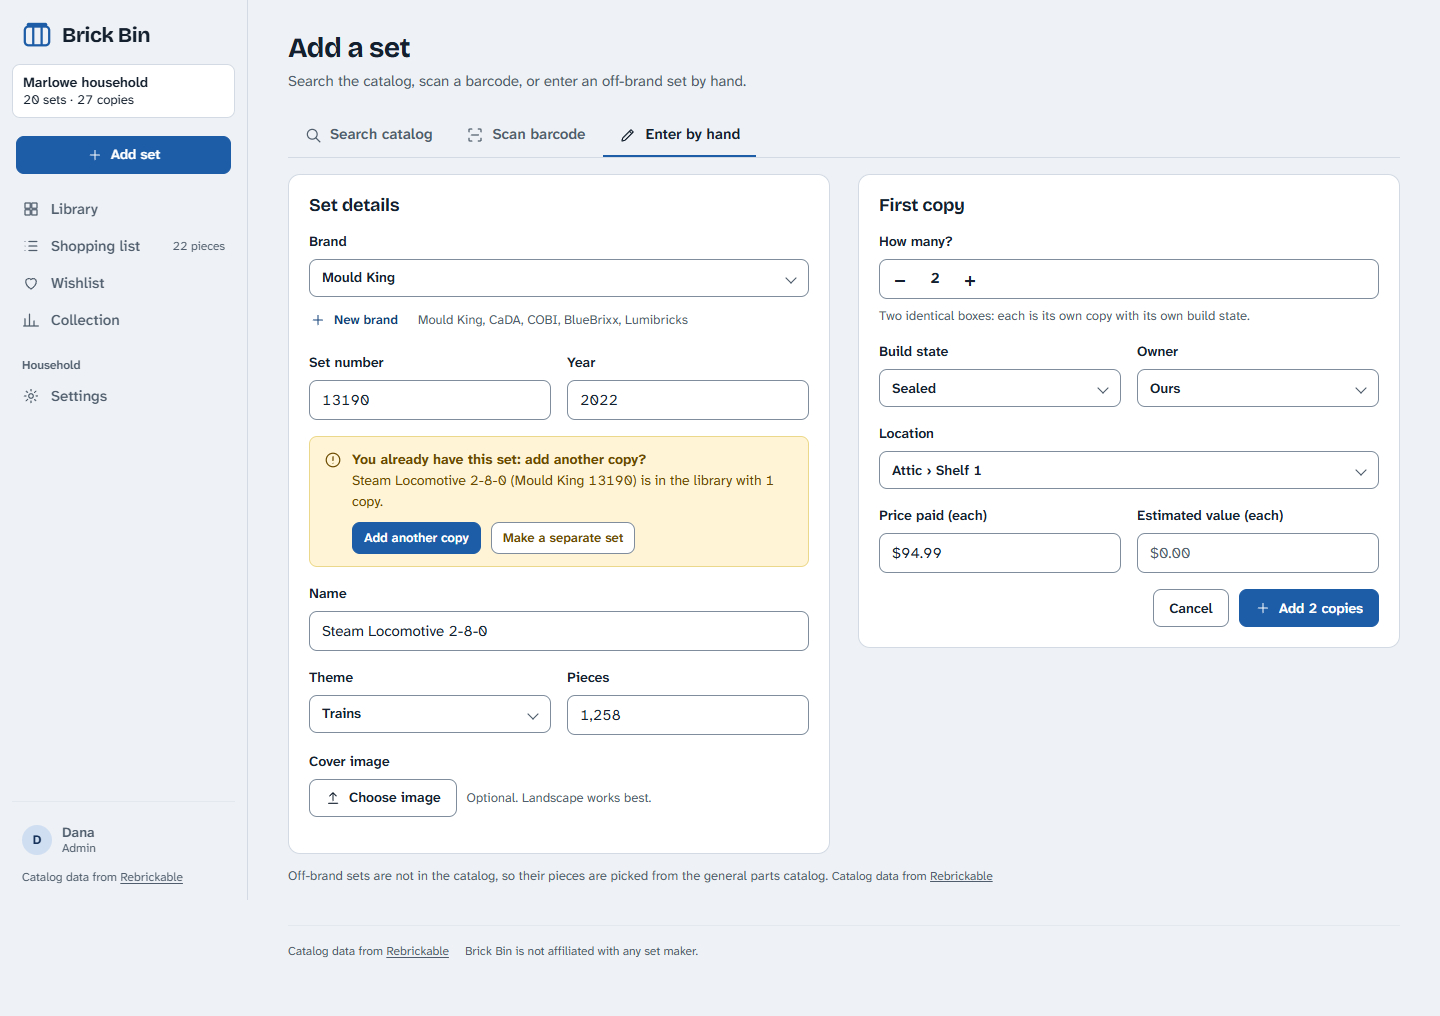 Brick Bin
Marlowe household
20 sets · 27 copies
Add set
Library
Shopping list 22 pieces
Wishlist
Collection
Household
Settings
D
Dana
Admin
Catalog data from Rebrickable
Add a set
Search the catalog, scan a barcode, or enter an off-brand set by hand.
Search catalog
Scan barcode
Enter by hand
Set details
Brand
Mould King
New brand Mould King, CaDA, COBI, BlueBrixx, Lumibricks
Set number Year
13190 2022
You already have this set: add another copy?
Steam Locomotive 2-8-0 (Mould King 13190) is in the library with 1
copy.
Add another copy Make a separate set
Name
Steam Locomotive 2-8-0
Theme Pieces
Trains 1,258
Cover image
Choose image Optional. Landscape works best.
First copy
How many?
− 2 +
Two identical boxes: each is its own copy with its own build state.
Build state Owner
Sealed Ours
Location
Attic › Shelf 1
Price paid (each) Estimated value (each)
$94.99 $0.00
Cancel + Add 2 copies
Off-brand sets are not in the catalog, so their pieces are picked from the general parts catalog. Catalog data from Rebrickable
Catalog data from Rebrickable Brick Bin is not affiliated with any set maker.